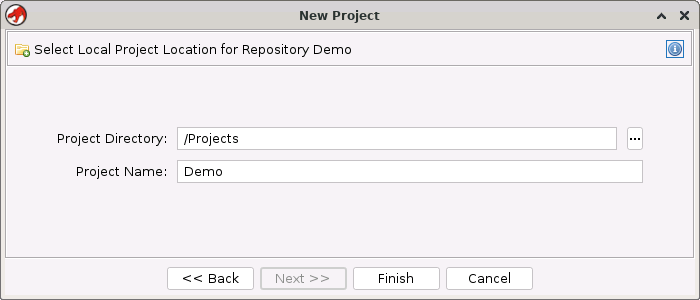 New Project
Select Local Project Location for Repository Demo
Project Directory: /Projects ...
Project Name: Demo
<< Back Next >> Finish Cancel